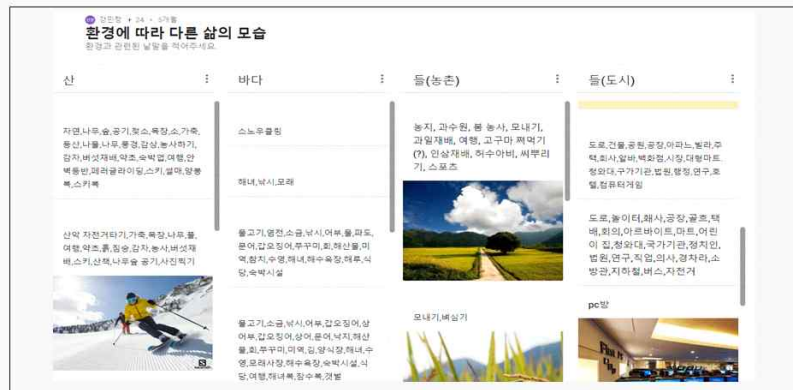 강민정 + 24 • 5개월
환경에 따라 다른 삶의 모습
환경과 관련된 낱말을 적어주세요.
산
자연,나무,숲,공기,젖소,목장,소,가축,
등산,나물,나무,풍경,감상,농사하기,
감자,버섯재배,약초,숙박업,여행,안
벽등반,패러글라이딩,스키,썰매,양봉
복,스키복
산악 자전거타기,가축,목장,나무,물,
여행,약초,흙,짐승,감자,농사,버섯재
배,스키,산책,나무숲 공기,사진찍기
바다
스노우쿨링
해녀,낚시,모래
물고기,염전,소금,낚시,어부,물,파도,
문어,갑오징어,쭈꾸미,회,해산물,미
역,참치,수영,해녀,해수욕장,해루,식
당,숙박시설
물고기,소금,낚시,어부,갑오징어,상
어부,갑오징어,상어,문어,낙지,해산
물,회,쭈꾸미,미역,김,양식장,해녀,수
영,모래사장,해수욕장,숙박시설,식
당,여행,해녀복,잠수복,갯벌
들(농촌)
농지, 과수원, 봄 농사, 모내기,
과일재배, 여행, 고구마 쪄먹기
(?), 인삼재배, 허수아비, 씨뿌리
기, 스포츠
모내기,벼심기
들(도시)
도로,건물,공원,공장,아파느,빌라,주
택,회사,알바,백화점,시장,대형마트,
청와대,구가기관,법원,행정,연구,호
텔,컴퓨터게임
도로,놀이터,회사,공장,골프,택
배,회의,아르바이트,마트,어린
이 집,청와대,국가기관,정치인,
법원,연구,직업,의사,경차라,소
방관,지하철,버스,자전거
pc방